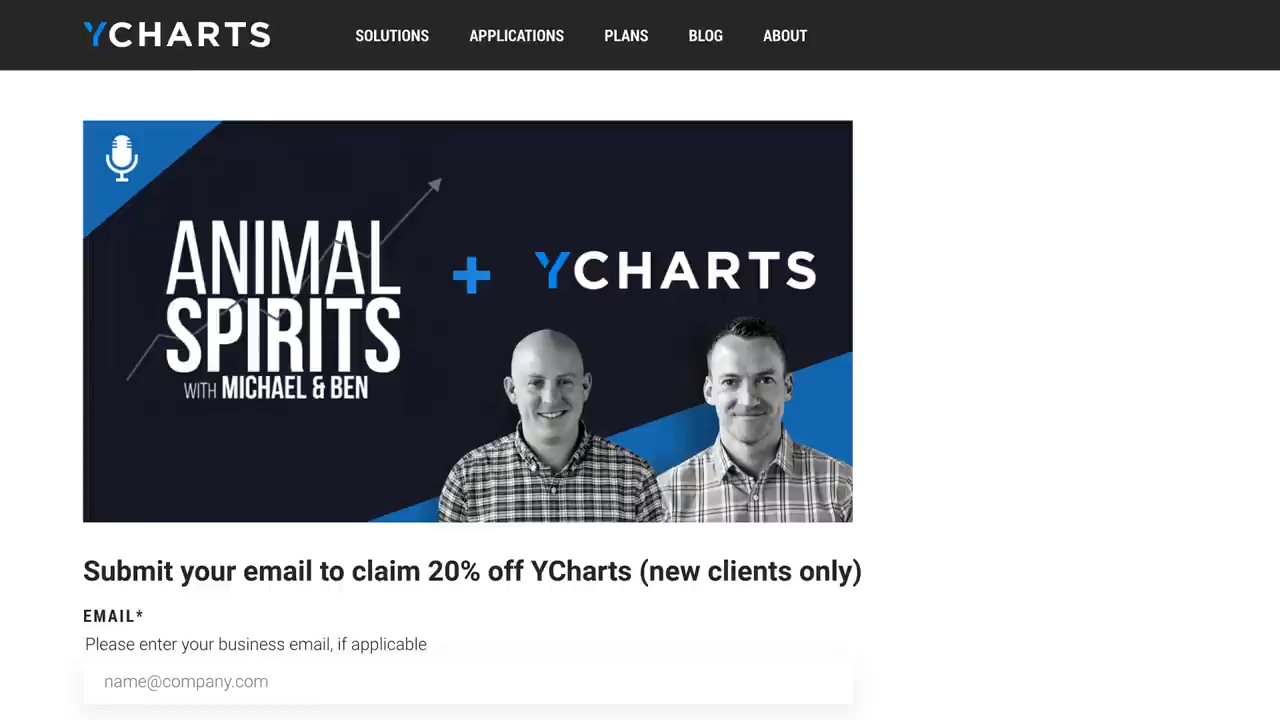 YCHARTS
SOLUTIONS
APPLICATIONS
PLANS
BLOG
ABOUT
ANIMAL
SPIRITS
WITH MICHAEL & BEN
+
YCHARTS
Submit your email to claim 20% off YCharts (new clients only)
EMAIL*
Please enter your business email, if applicable
name@company.com